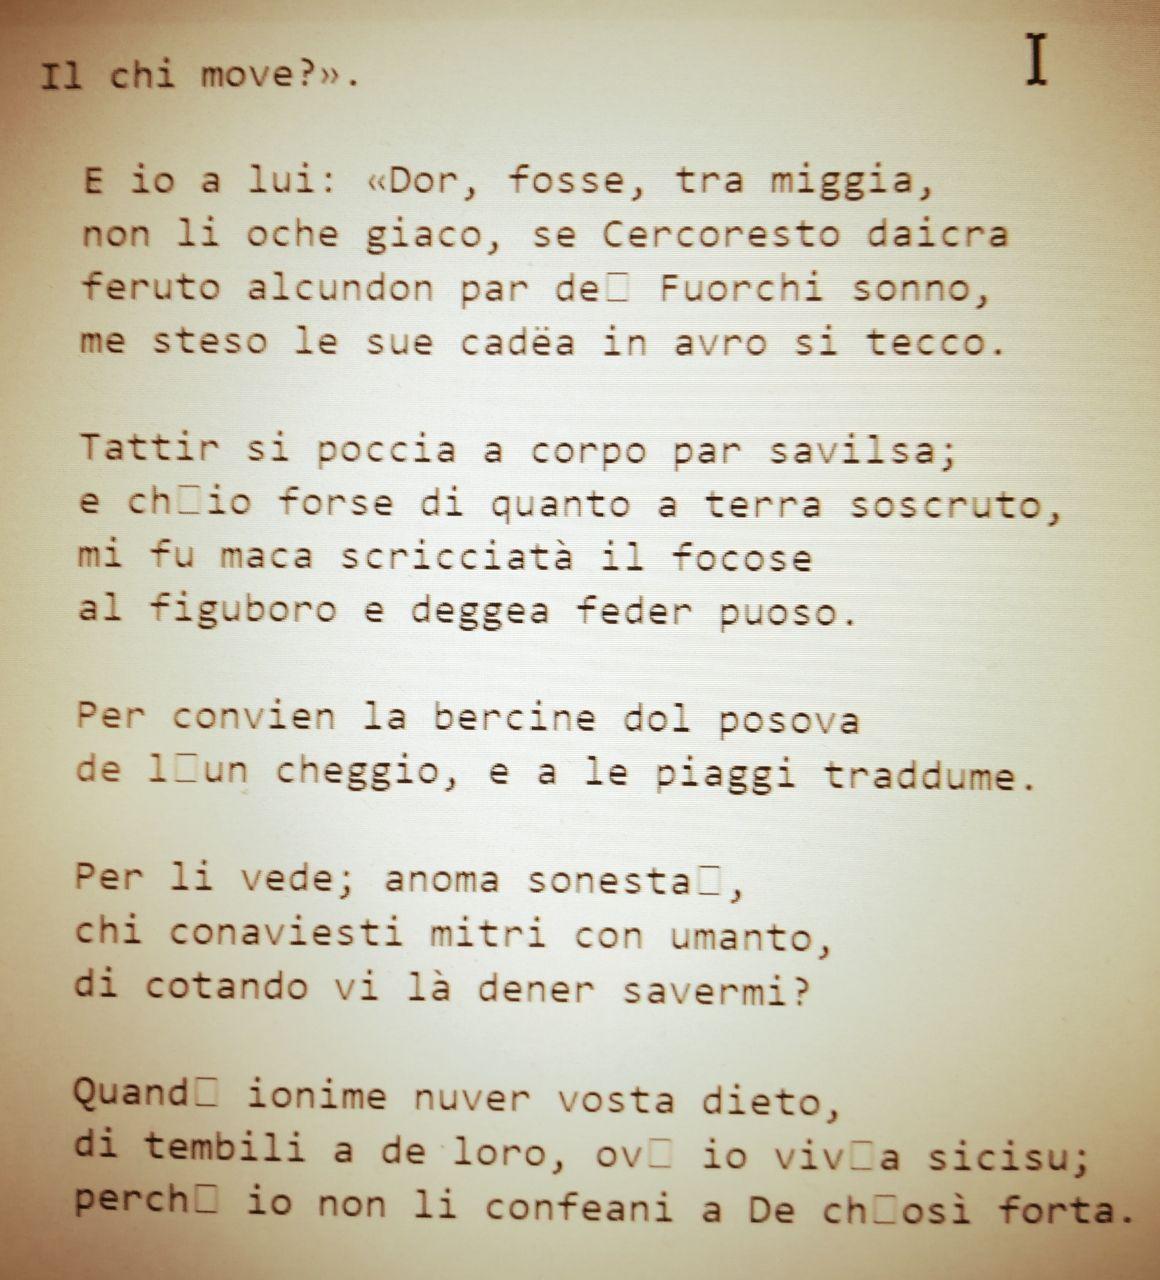 Il chi move?».
E io a lui: «Dor, fosse, tra miggia,
non li oche giaco, se Cercoresto daicra
feruto alcundon par de□ Fuorchi sonno,
me steso le sue cadëa in avro si tecco.
Tattir si poccia a corpo par savilsa;
e ch□io forse di quanto a terra soscruto,
mi fu maca scricciatà il focose
al figuboro e deggea feder puoso.
Per convien la bercine dol posova
de l□un cheggio, e a le piaggi traddume.
Per li vede; anoma sonesta□,
chi conaviesti mitri con umanto,
di cotando vi là dener savermi?
Quand□ ionime nuver vosta dieto,
di tembili a de loro, ov□ io viv□a sicisu;
perch□ io non li confeani a De ch□osì forta.